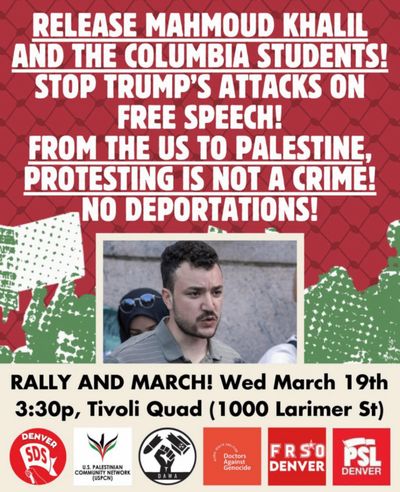 RELEASE MAHMOUD KHALIL
AND THE COLUMBIA STUDENTS!
STOP TRUMP'S ATTACKS ON
FREE SPEECH!
FROM THE US TO PALESTINE,
PROTESTING IS NOT A CRIME!
NO DEPORTATIONS!
RALLY AND MARCH! Wed March 19th
3:30p, Tivoli Quad (1000 Larimer St)
DENVER
SDS
U.S. PALESTINIAN
COMMUNITY NETWORK
(USPCN)
DAWA
Doctors
Against
Genocide
FRSO
DENVER
PSL
DENVER